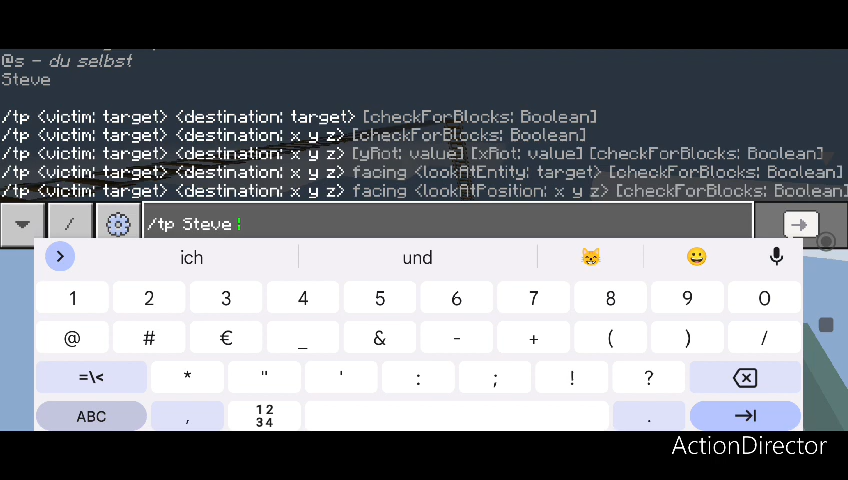 @s - du selbst
Steve
/tp <victim: target> <destination: target> [checkForBlocks: Boolean]
/tp <victim: target> <destination: x y z> [checkForBlocks: Boolean]
/tp <victim: target> <destination: x y z> [yRot: value] [xRot: value] [checkForBlocks: Boolean]
/tp <victim: target> <destination: x y z> facing <lookAtEntity: target> [checkForBlocks: Boolean]
/tp <victim: target> <destination: x y z> facing <lookAtPosition: x y z> [checkForBlocks: Boolean]
/ /tp Steve
ich und 😸 😀
1 2 3 4 5 6 7 8 9 0
@ # € _ & - + ( ) /
=\< * " ' : ; ! ?
ABC , 12 34 .
ActionDirector